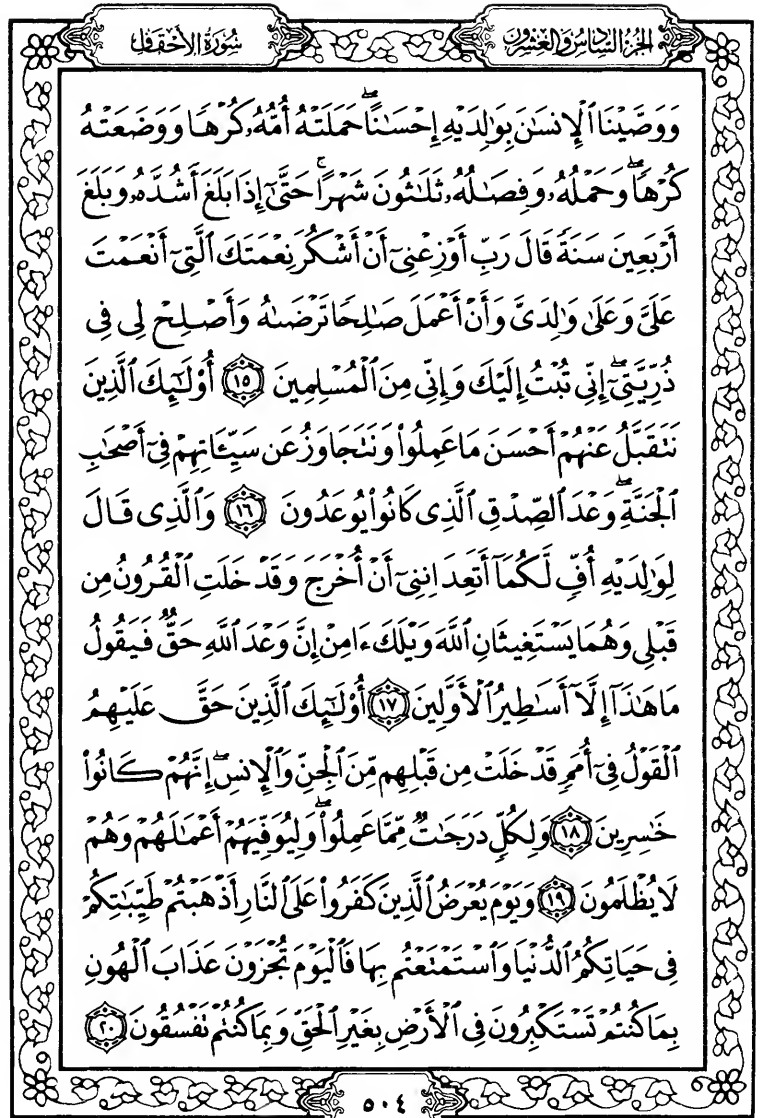 الجزء السادس والعشرون
سورة الأحقاف
وَوَصَّيْنَا ٱلْإِنسَـٰنَ بِوَٰلِدَيْهِ إِحْسَـٰنًا ۖ حَمَلَتْهُ أُمُّهُۥ كُرْهًا وَوَضَعَتْهُ
كُرْهًا ۖ وَحَمْلُهُۥ وَفِصَـٰلُهُۥ ثَلَـٰثُونَ شَهْرًا ۚ حَتَّىٰٓ إِذَا بَلَغَ أَشُدَّهُۥ وَبَلَغَ
أَرْبَعِينَ سَنَةً قَالَ رَبِّ أَوْزِعْنِىٓ أَنْ أَشْكُرَ نِعْمَتَكَ ٱلَّتِىٓ أَنْعَمْتَ
عَلَىَّ وَعَلَىٰ وَٰلِدَىَّ وَأَنْ أَعْمَلَ صَـٰلِحًا تَرْضَىٰهُ وَأَصْلِحْ لِى فِى
ذُرِّيَّتِىٓ ۖ إِنِّى تُبْتُ إِلَيْكَ وَإِنِّى مِنَ ٱلْمُسْلِمِينَ ١٥ أُو۟لَـٰٓئِكَ ٱلَّذِينَ
نَتَقَبَّلُ عَنْهُمْ أَحْسَنَ مَا عَمِلُوا۟ وَنَتَجَاوَزُ عَن سَيِّـَٔاتِهِمْ فِىٓ أَصْحَـٰبِ
ٱلْجَنَّةِ ۖ وَعْدَ ٱلصِّدْقِ ٱلَّذِى كَانُوا۟ يُوعَدُونَ ١٦ وَٱلَّذِى قَالَ
لِوَٰلِدَيْهِ أُفٍّ لَّكُمَآ أَتَعِدَانِنِىٓ أَنْ أُخْرَجَ وَقَدْ خَلَتِ ٱلْقُرُونُ مِن
قَبْلِى وَهُمَا يَسْتَغِيثَانِ ٱللَّهَ وَيْلَكَ ءَامِنْ إِنَّ وَعْدَ ٱللَّهِ حَقٌّ فَيَقُولُ
مَا هَـٰذَآ إِلَّآ أَسَـٰطِيرُ ٱلْأَوَّلِينَ ١٧ أُو۟لَـٰٓئِكَ ٱلَّذِينَ حَقَّ عَلَيْهِمُ
ٱلْقَوْلُ فِىٓ أُمَمٍ قَدْ خَلَتْ مِن قَبْلِهِم مِّنَ ٱلْجِنِّ وَٱلْإِنسِ ۖ إِنَّهُمْ كَانُوا۟
خَـٰسِرِينَ ١٨ وَلِكُلٍّ دَرَجَـٰتٌ مِّمَّا عَمِلُوا۟ ۖ وَلِيُوَفِّيَهُمْ أَعْمَـٰلَهُمْ وَهُمْ
لَا يُظْلَمُونَ ١٩ وَيَوْمَ يُعْرَضُ ٱلَّذِينَ كَفَرُوا۟ عَلَى ٱلنَّارِ أَذْهَبْتُمْ طَيِّبَـٰتِكُمْ
فِى حَيَاتِكُمُ ٱلدُّنْيَا وَٱسْتَمْتَعْتُم بِهَا فَٱلْيَوْمَ تُجْزَوْنَ عَذَابَ ٱلْهُونِ
بِمَا كُنتُمْ تَسْتَكْبِرُونَ فِى ٱلْأَرْضِ بِغَيْرِ ٱلْحَقِّ وَبِمَا كُنتُمْ تَفْسُقُونَ ٢٠
٥٠٤